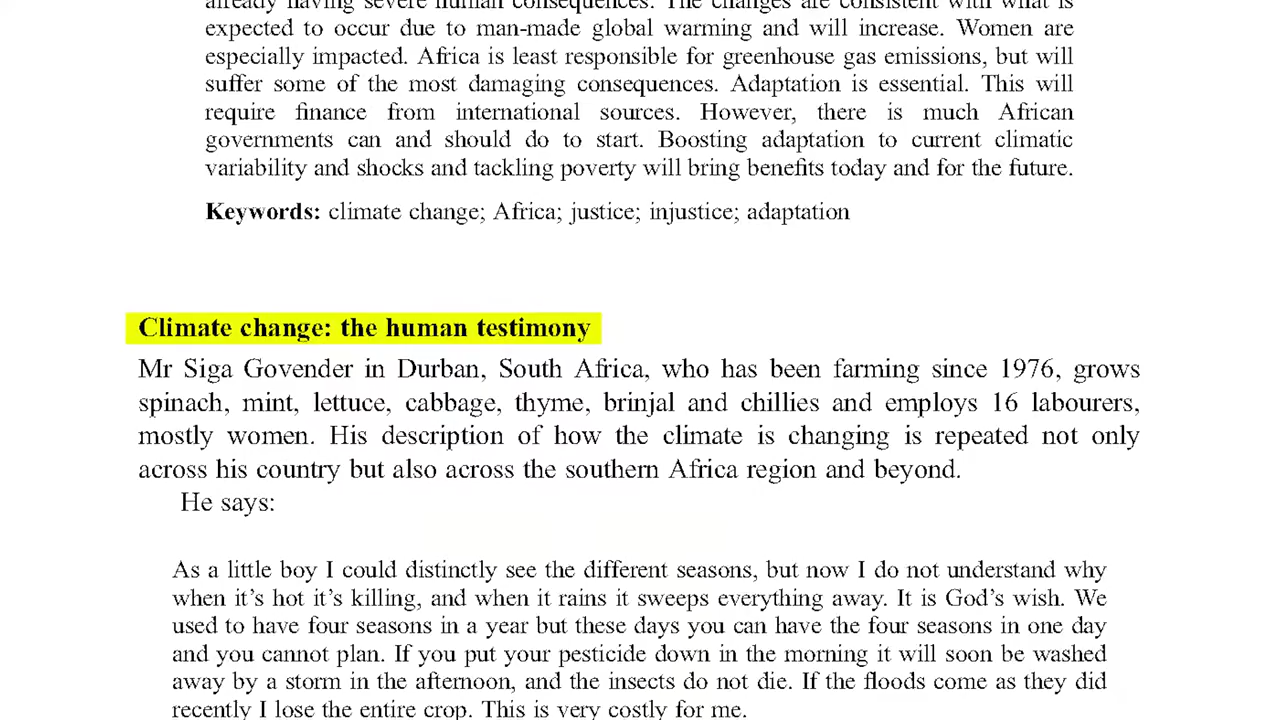 already having severe human consequences. The changes are consistent with what is
expected to occur due to man-made global warming and will increase. Women are
especially impacted. Africa is least responsible for greenhouse gas emissions, but will
suffer some of the most damaging consequences. Adaptation is essential. This will
require finance from international sources. However, there is much African
governments can and should do to start. Boosting adaptation to current climatic
variability and shocks and tackling poverty will bring benefits today and for the future.
Keywords: climate change; Africa; justice; injustice; adaptation
Climate change: the human testimony
Mr Siga Govender in Durban, South Africa, who has been farming since 1976, grows
spinach, mint, lettuce, cabbage, thyme, brinjal and chillies and employs 16 labourers,
mostly women. His description of how the climate is changing is repeated not only
across his country but also across the southern Africa region and beyond.
He says:
As a little boy I could distinctly see the different seasons, but now I do not understand why
when it's hot it's killing, and when it rains it sweeps everything away. It is God's wish. We
used to have four seasons in a year but these days you can have the four seasons in one day
and you cannot plan. If you put your pesticide down in the morning it will soon be washed
away by a storm in the afternoon, and the insects do not die. If the floods come as they did
recently I lose the entire crop. This is very costly for me.